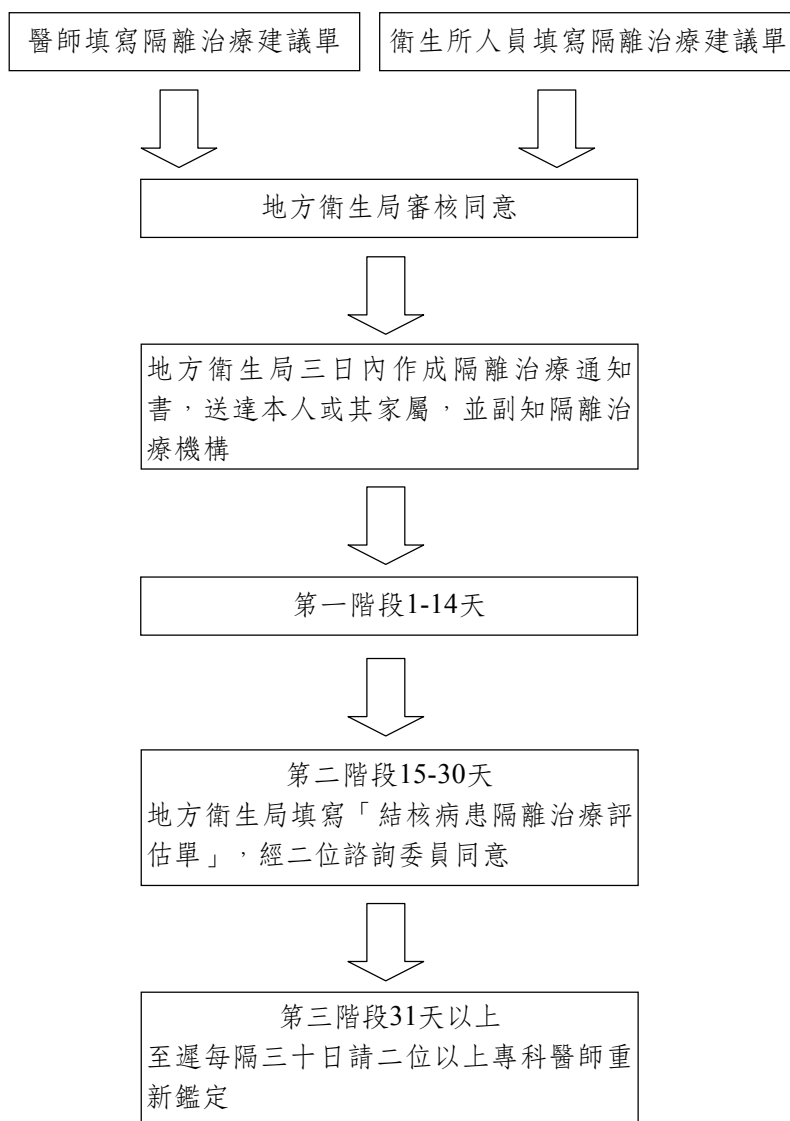 醫師填寫隔離治療建議單
衛生所人員填寫隔離治療建議單
地方衛生局審核同意
地方衛生局三日內作成隔離治療通知
書，送達本人或其家屬，並副知隔離治
療機構
第一階段1-14天
第二階段15-30天
地方衛生局填寫「結核病患隔離治療評
估單」，經二位諮詢委員同意
第三階段31天以上
至遲每隔三十日請二位以上專科醫師重
新鑑定